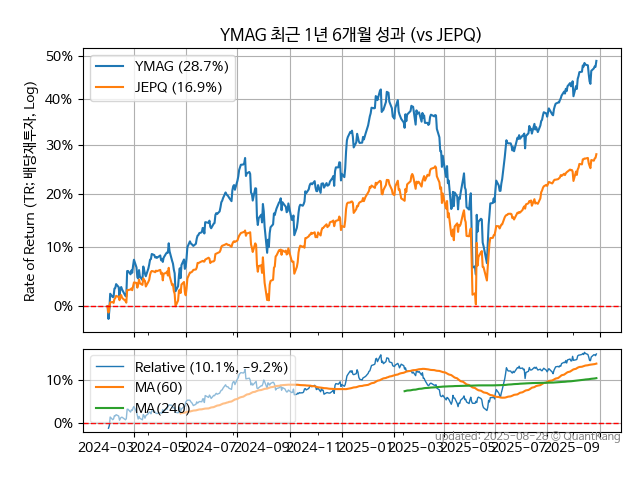 YMAG 최근 1년 6개월 성과 (vs JEPQ)
Rate of Return (TR: 배당재투자, Log)
50%
40%
30%
20%
10%
0%
YMAG (28.7%)
JEPQ (16.9%)
10%
0%
Relative (10.1%, -9.2%)
MA(60)
MA(240)
2024-03 2024-05 2024-07 2024-09 2024-11 2025-01 2025-03 2025-05 2025-07 2025-09
updated: 2025-08-28 © QuantKang